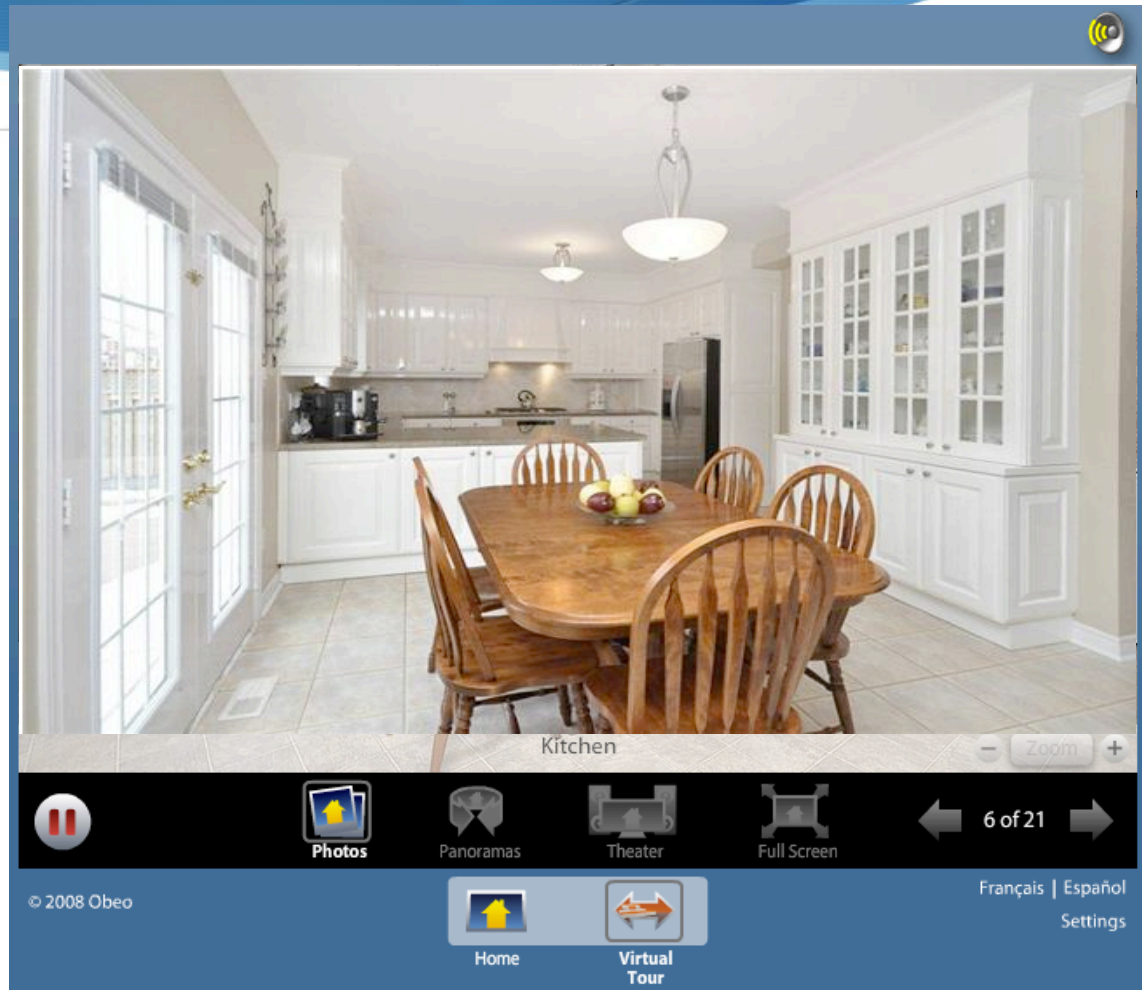 Kitchen
Zoom
Photos
Panoramas
Theater
Full Screen
6 of 21
© 2008 Obeo
Français | Español
Settings
Home
Virtual
Tour